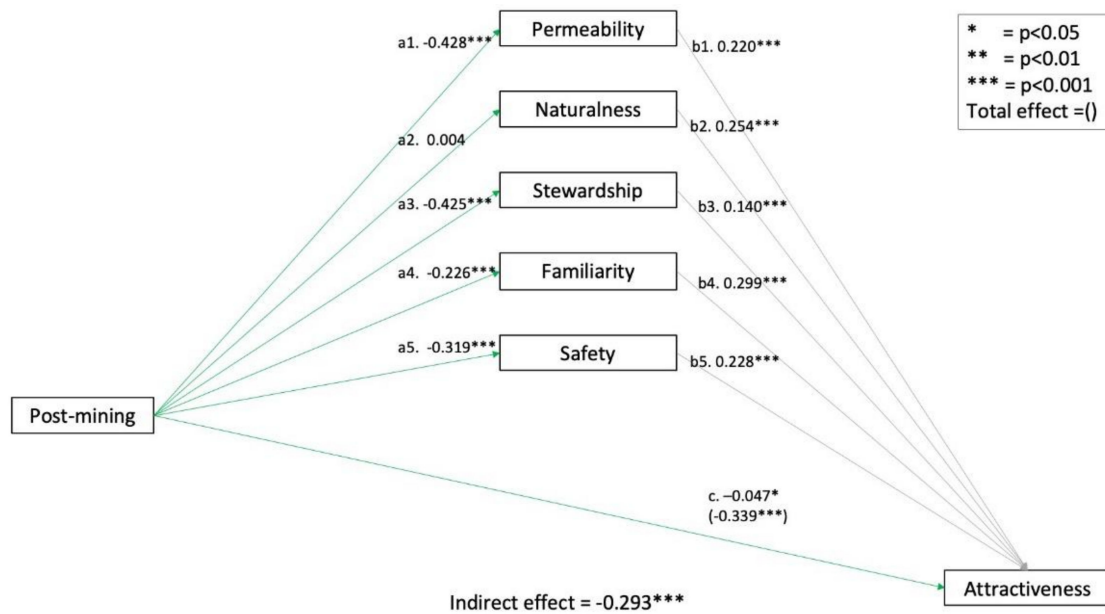 Permeability
a1. -0.428***
b1. 0.220***
* = p<0.05
** = p<0.01
*** = p<0.001
Total effect =()
Naturalness
a2. 0.004
b2. 0.254***
Stewardship
a3. -0.425***
b3. 0.140***
Familiarity
a4. -0.226***
b4. 0.299***
Safety
a5. -0.319***
b5. 0.228***
Post-mining
c. –0.047*
(-0.339***)
Attractiveness
Indirect effect = -0.293***